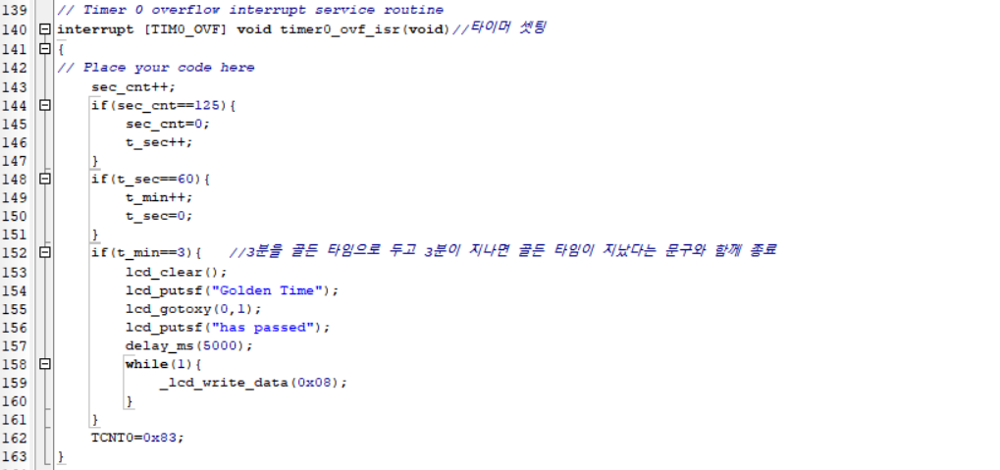 139 // Timer 0 overflow interrupt service routine
140 interrupt [TIM0_OVF] void timer0_ovf_isr(void)//타이머 셋팅
141 {
142 // Place your code here
143 sec_cnt++;
144 if(sec_cnt==125){
145 sec_cnt=0;
146 t_sec++;
147 }
148 if(t_sec==60){
149 t_min++;
150 t_sec=0;
151 }
152 if(t_min==3){ //3분을 골든 타임으로 두고 3분이 지나면 골든 타임이 지났다는 문구와 함께 종료
153 lcd_clear();
154 lcd_putsf("Golden Time");
155 lcd_gotoxy(0,1);
156 lcd_putsf("has passed");
157 delay_ms(5000);
158 while(1){
159 _lcd_write_data(0x08);
160 }
161 }
162 TCNT0=0x83;
163 }